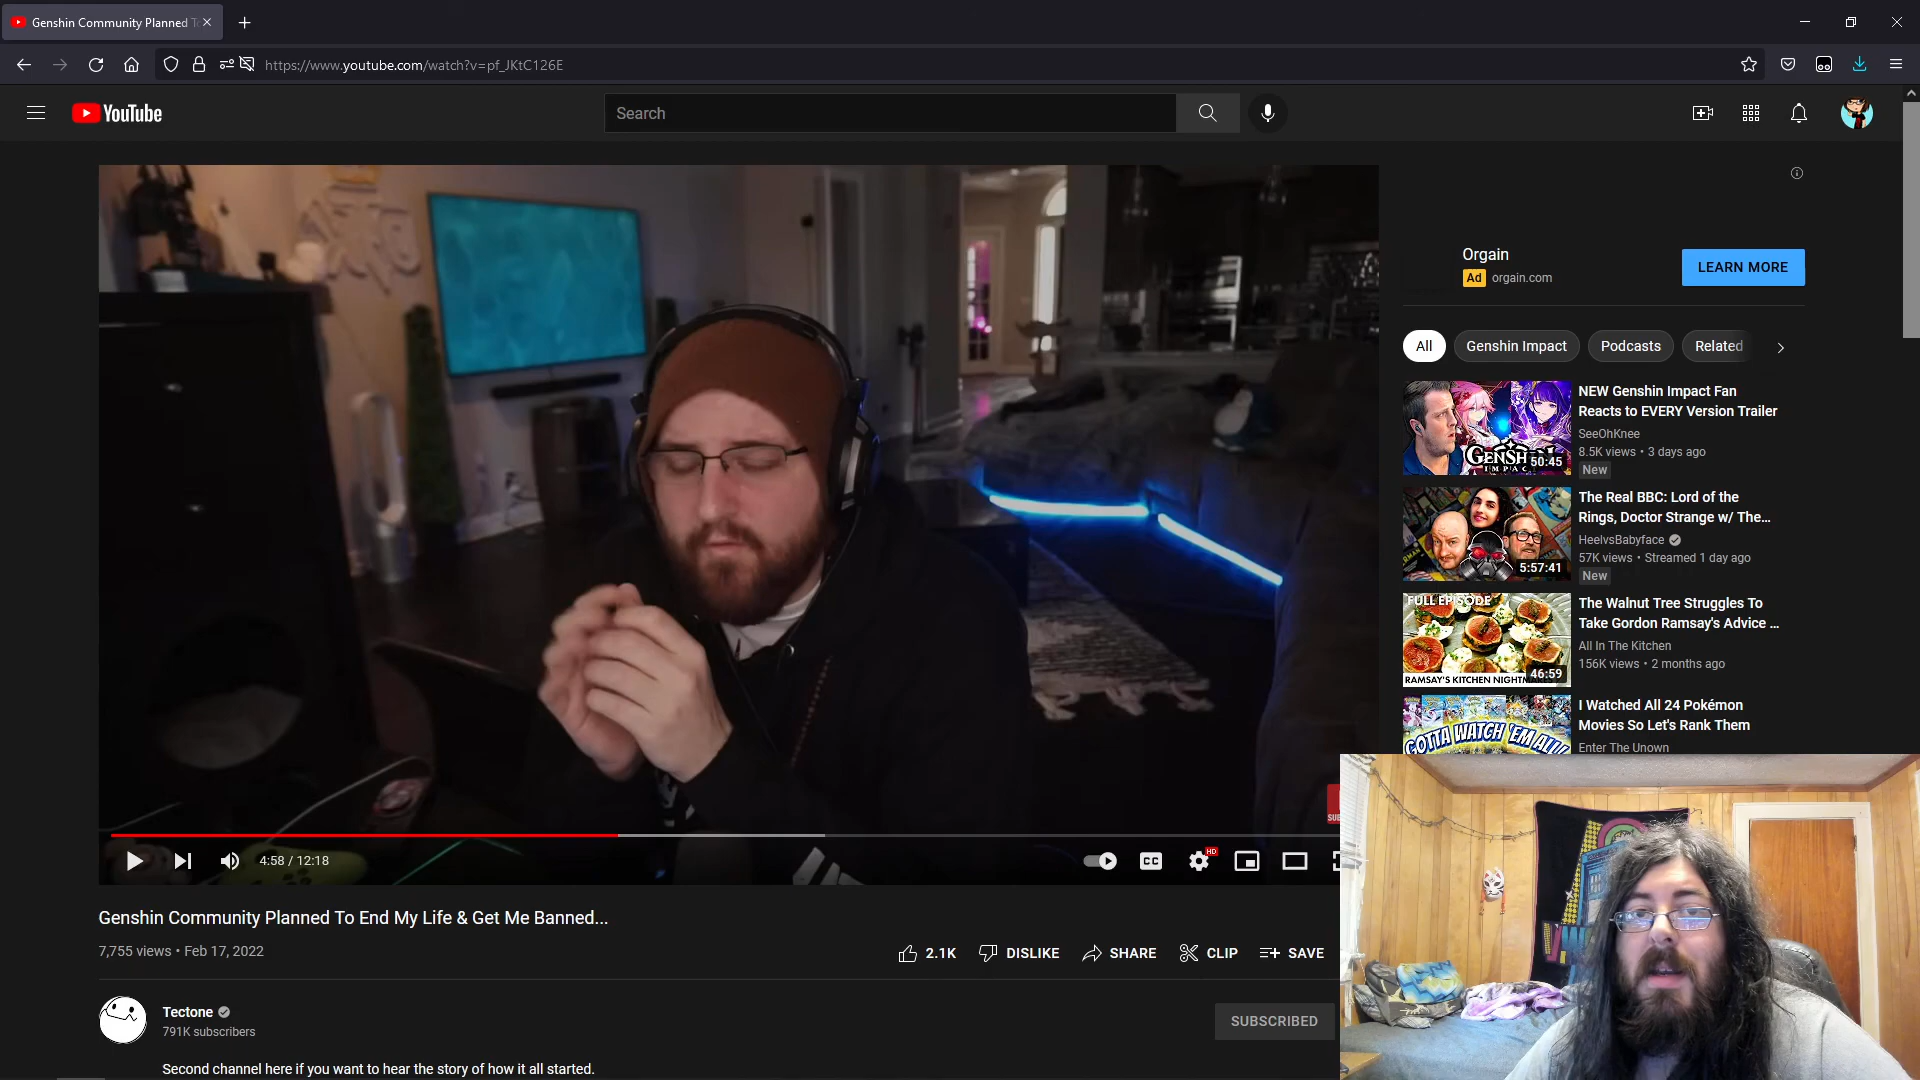 Genshin Community Planned T
https://www.youtube.com/watch?v=pf_JKtC126E
YouTube
Search
Orgain
Ad orgain.com
LEARN MORE
All
Genshin Impact
Podcasts
Related
NEW Genshin Impact Fan
Reacts to EVERY Version Trailer
SeeOhKnee
8.5K views • 3 days ago
New
GENSHIN
IMPACT
50:45
The Real BBC: Lord of the
Rings, Doctor Strange w/ The...
HeelvsBabyface
57K views • Streamed 1 day ago
New
5:57:41
FULL EPISODE
RAMSAY'S KITCHEN NIGHTMA
46:59
The Walnut Tree Struggles To
Take Gordon Ramsay's Advice ...
All In The Kitchen
156K views • 2 months ago
GOTTA WATCH 'EM ALL!
I Watched All 24 Pokémon
Movies So Let's Rank Them
Enter The Unown
SUB
4:58 / 12:18
CC
HD
Genshin Community Planned To End My Life & Get Me Banned...
7,755 views • Feb 17, 2022
2.1K
DISLIKE
SHARE
CLIP
SAVE
Tectone
791K subscribers
SUBSCRIBED
Second channel here if you want to hear the story of how it all started.